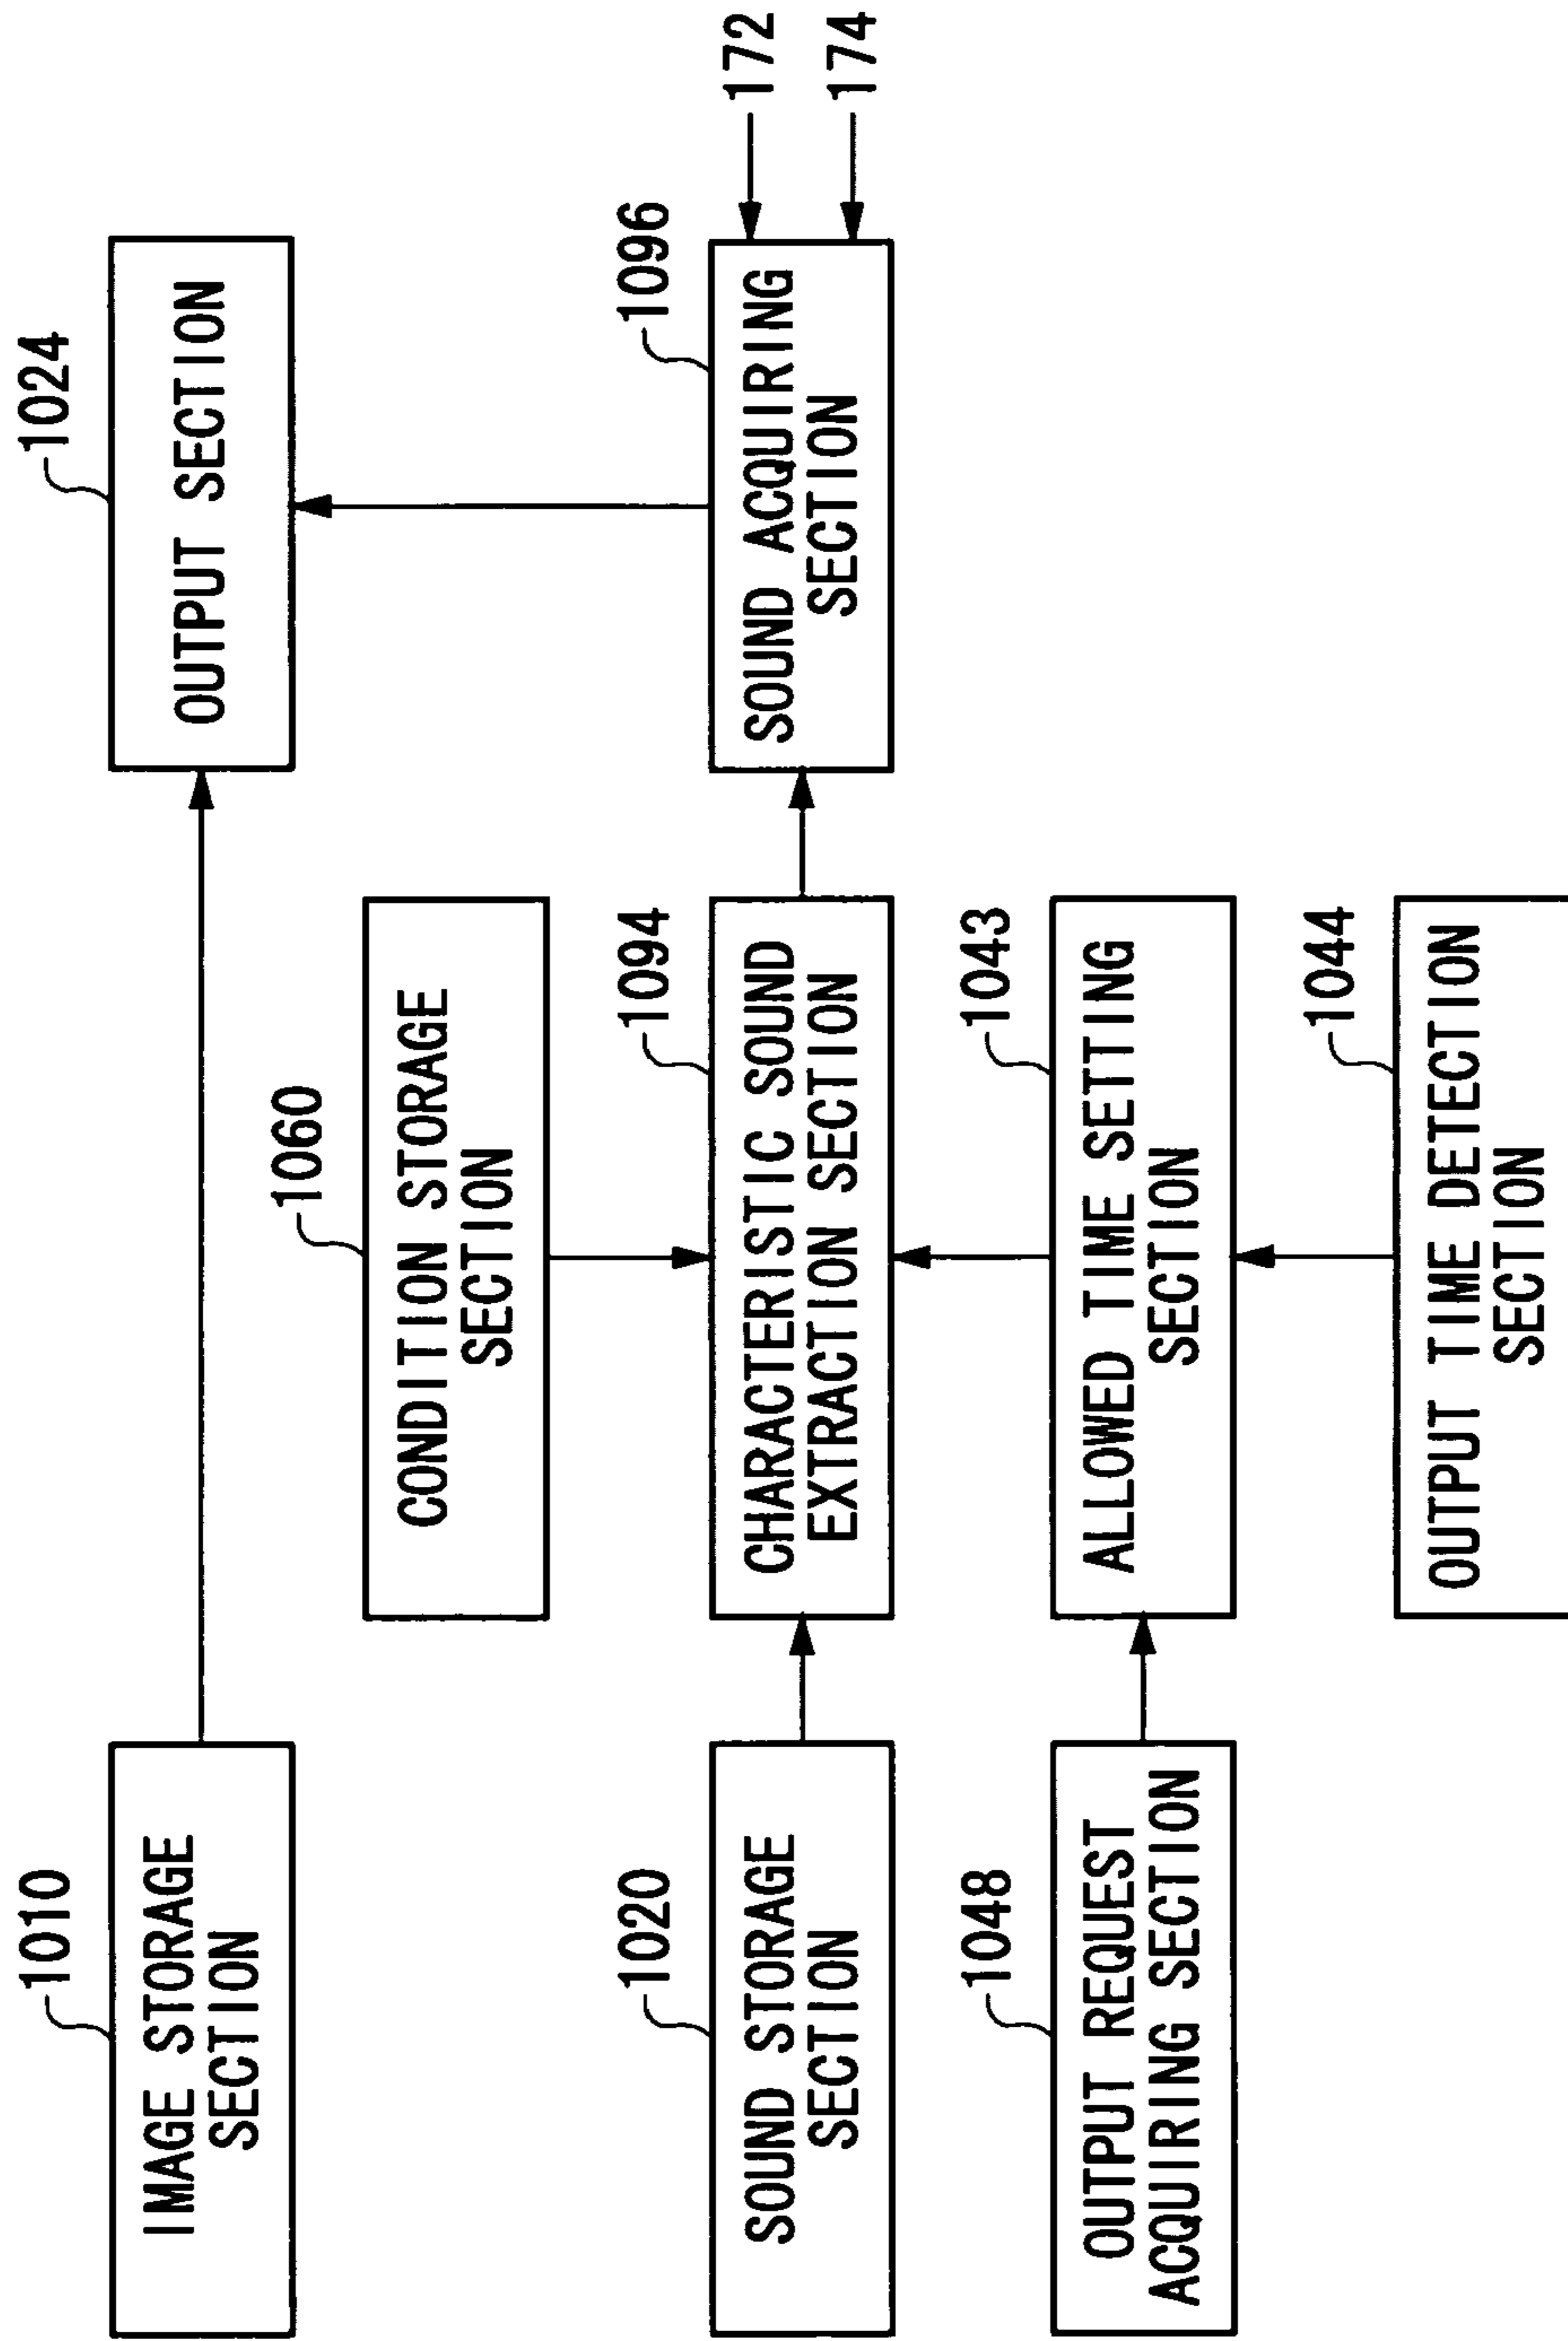 1010
IMAGE STORAGE
SECTION
1024
OUTPUT SECTION
1060
CONDITION STORAGE
SECTION
1020
SOUND STORAGE
SECTION
1094
CHARACTERISTIC SOUND
EXTRACTION SECTION
1096
SOUND ACQUIRING
SECTION
172
174
1048
OUTPUT REQUEST
ACQUIRING SECTION
1043
ALLOWED TIME SETTING
SECTION
1044
OUTPUT TIME DETECTION
SECTION